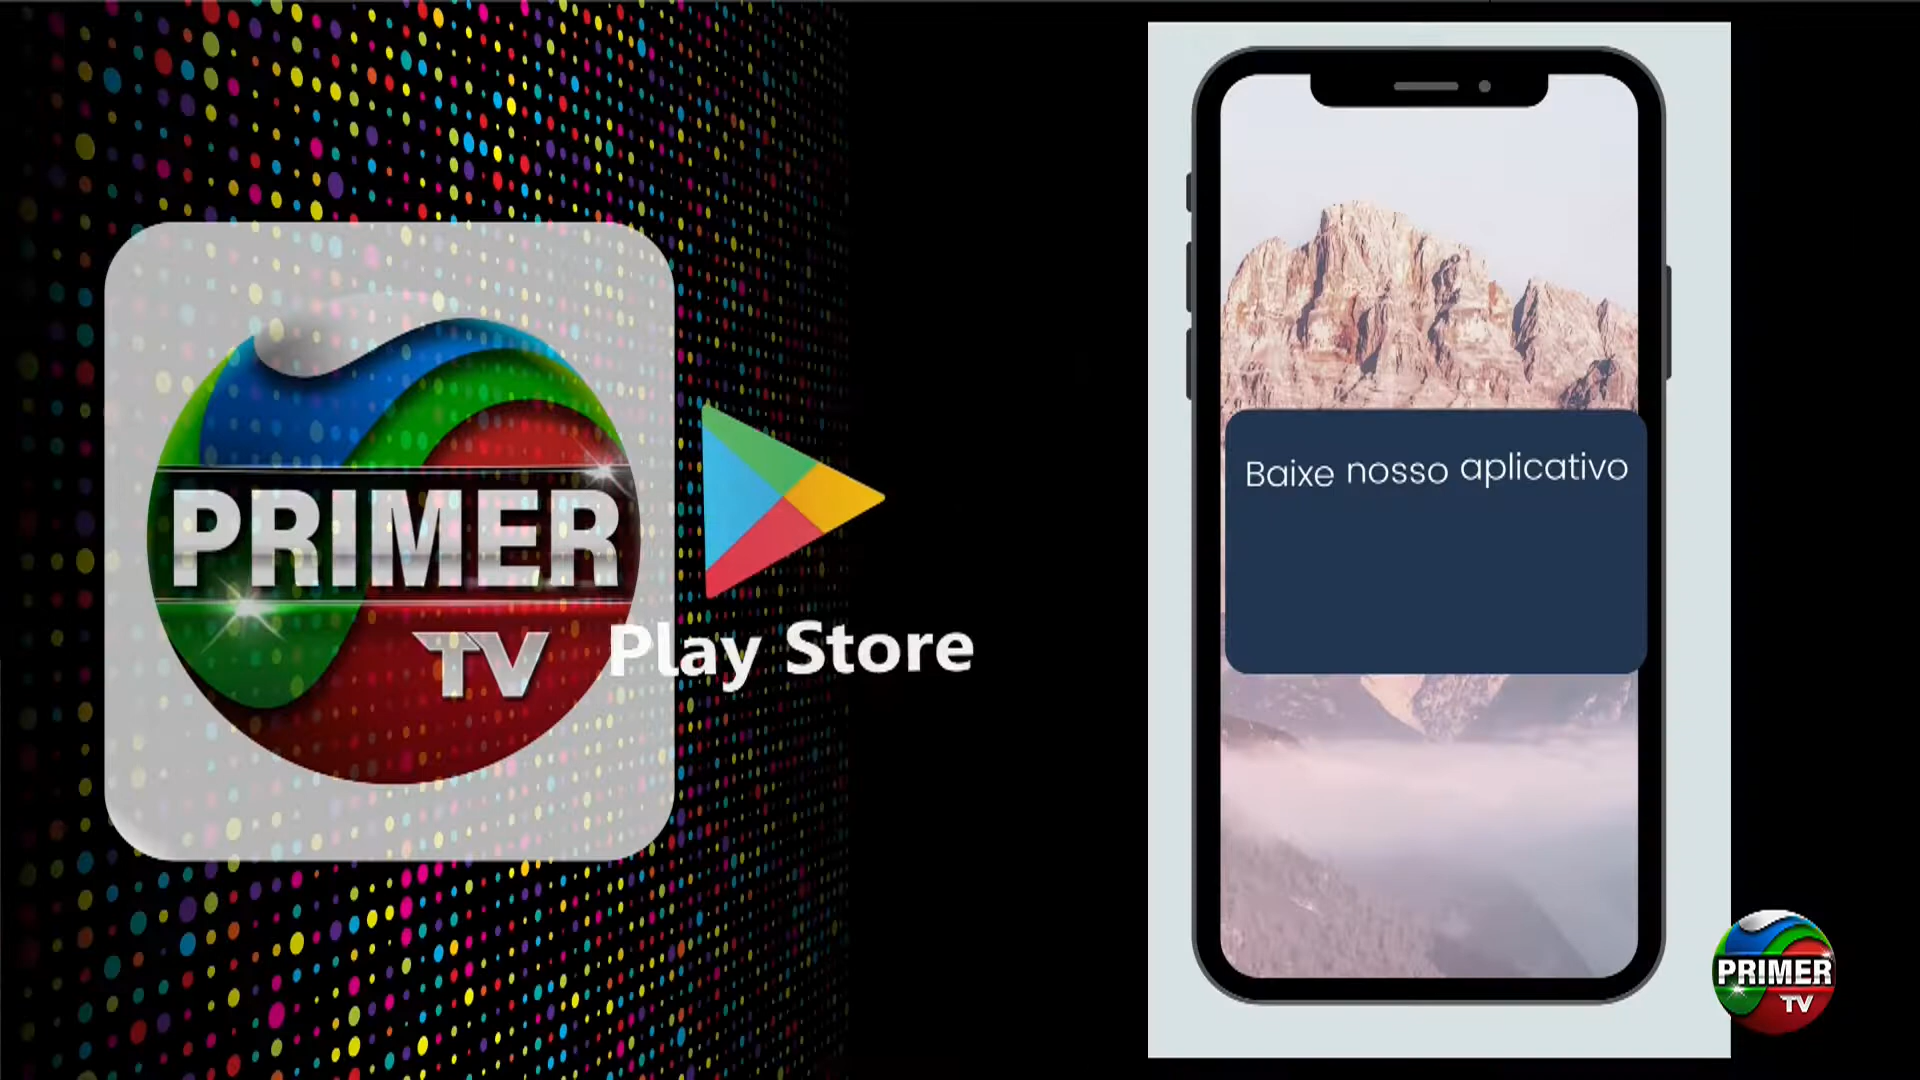 PRIMER
TV
Play Store
Baixe nosso aplicativo
PRIMER
TV